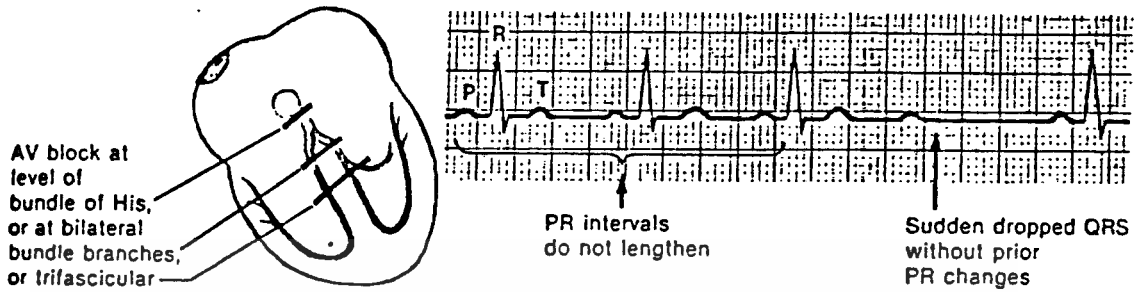 R
P
T
AV block at
level of
bundle of His,
or at bilateral
bundle branches,
or trifascicular
PR intervals
do not lengthen
Sudden dropped QRS
without prior
PR changes